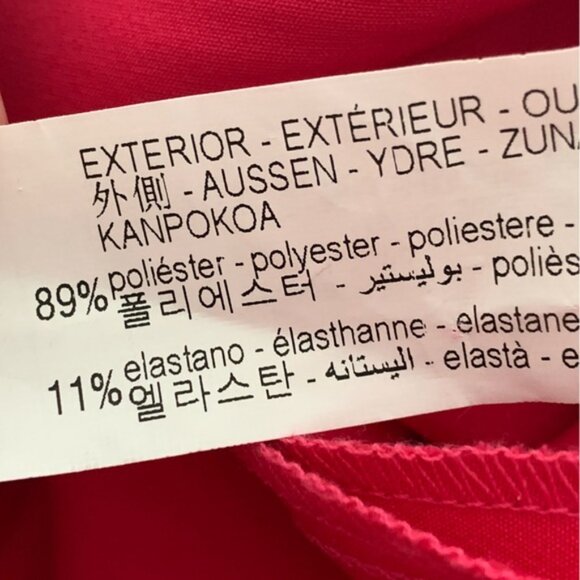 EXTERIOR - EXTÉRIEUR - OU
外側 - AUSSEN - YDRE - ZUN
KANPOKOA
89% poliéster - polyester - poliestere -
폴리에스터 - بوليستير - poliès
11% elastano - élasthanne - elastane
엘라스탄 - اليستانه - elastà - e